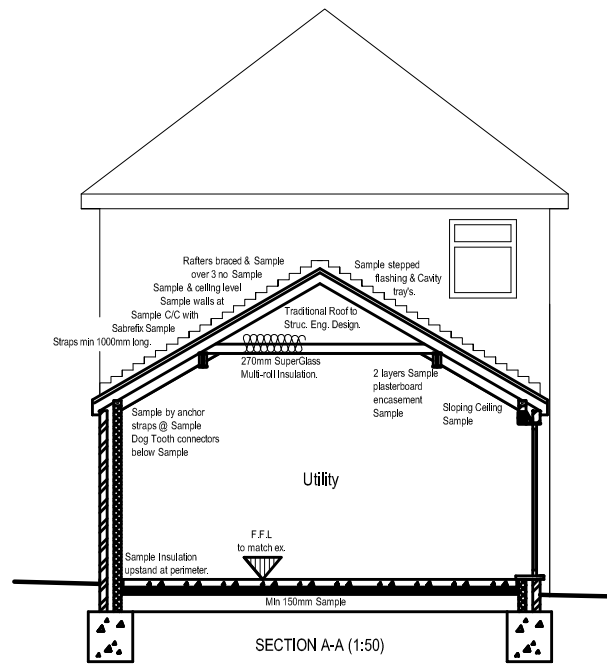 Rafters braced & Sample
over 3 no Sample
Sample & ceiling level
Sample walls at
Sample C/C with
Sabrefix Sample
Straps min 1000mm long.
Sample stepped
flashing & Cavity
tray's.
Traditional Roof to
Struc. Eng. Design.
270mm SuperGlass
Multi-roll Insulation.
2 layers Sample
plasterboard
encasement
Sample
Sloping Ceiling
Sample
Sample by anchor
straps @ Sample
Dog Tooth connectors
below Sample
Utility
F.F.L
to match ex.
Sample Insulation
upstand at perimeter.
Min 150mm Sample
SECTION A-A (1:50)